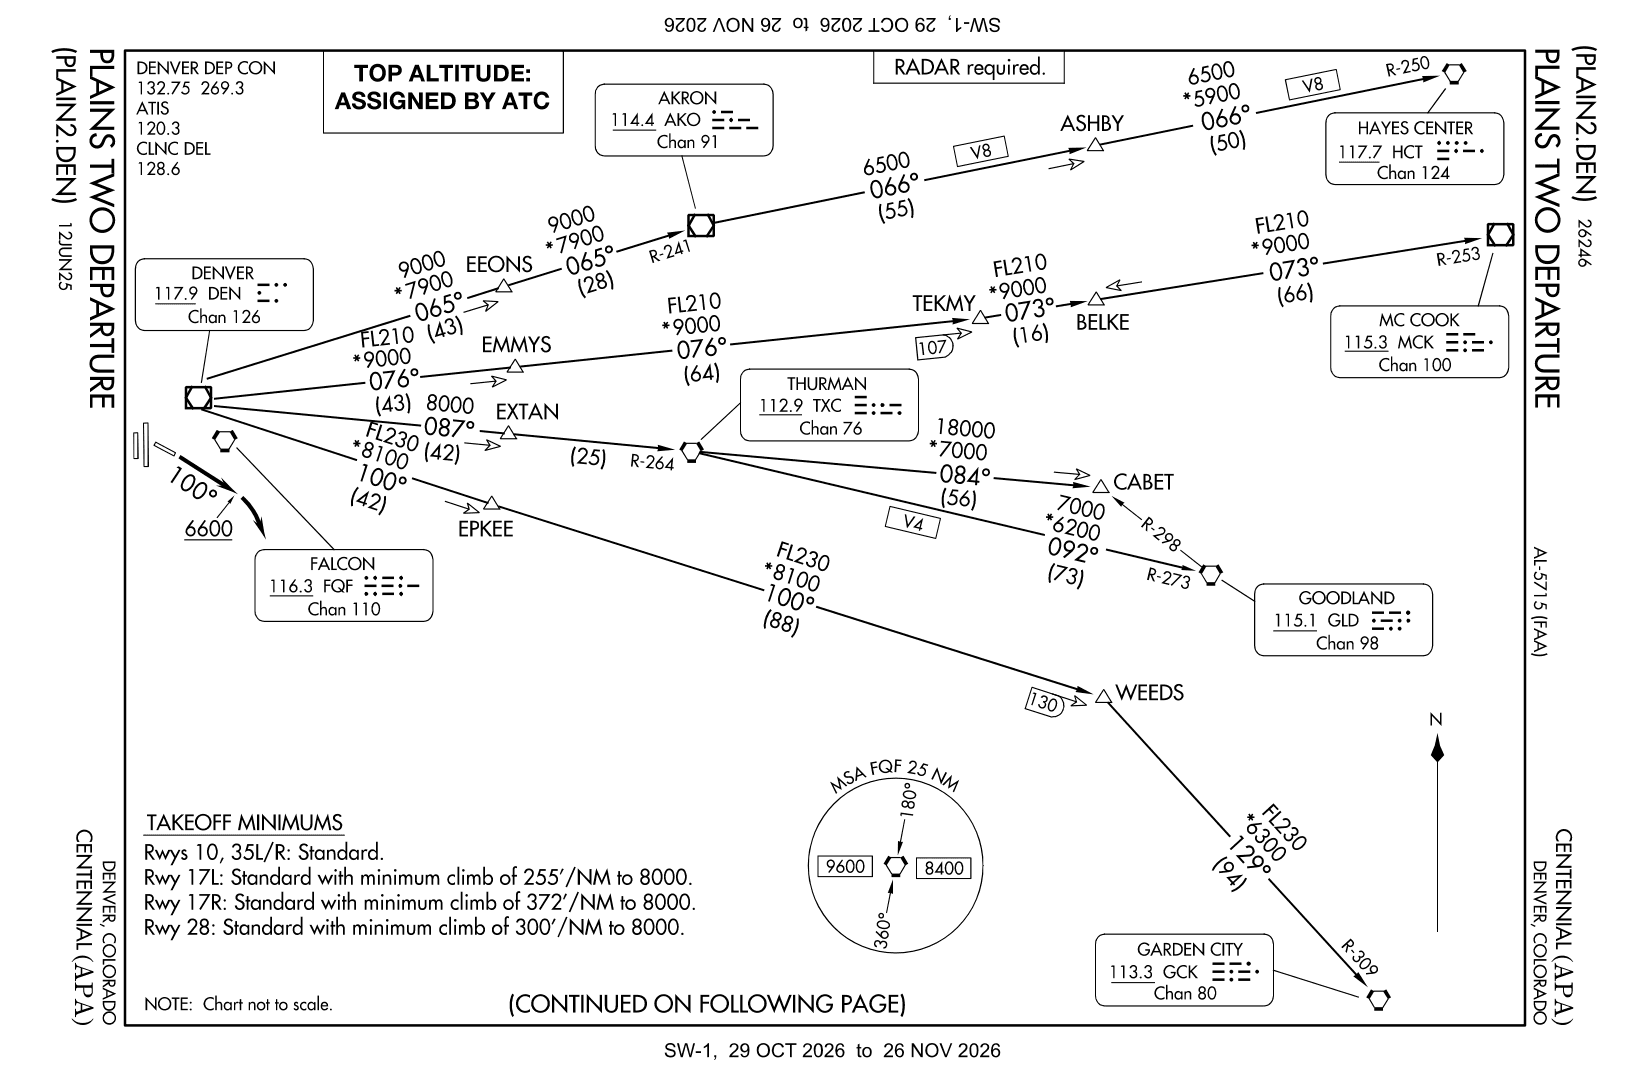 SW-1, 29 OCT 2026 to 26 NOV 2026
(PLAIN2.DEN) 12JUN25
PLAINS TWO DEPARTURE
DENVER, COLORADO
CENTENNIAL (APA)
DENVER DEP CON
132.75 269.3
ATIS
120.3
CLNC DEL
128.6
TOP ALTITUDE:
ASSIGNED BY ATC
RADAR required.
AKRON
114.4 AKO
Chan 91
HAYES CENTER
117.7 HCT
Chan 124
R-250
V8
6500
*5900
066°
(50)
ASHBY
V8
6500
066°
(55)
9000
*7900
065°
(28)
R-241
EEONS
9000
*7900
065°
(43)
DENVER
117.9 DEN
Chan 126
FL210
*9000
076°
(43)
EMMYS
FL210
*9000
076°
(64)
TEKMY
107
FL210
*9000
073°
(16)
BELKE
FL210
*9000
073°
(66)
R-253
MC COOK
115.3 MCK
Chan 100
8000
087°
(42)
EXTAN
(25)
R-264
THURMAN
112.9 TXC
Chan 76
18000
*7000
084°
(56)
CABET
R-298
V4
7000
*6200
092°
(73)
R-273
GOODLAND
115.1 GLD
Chan 98
FL230
*8100
100°
(42)
EPKEE
100°
6600
FALCON
116.3 FQF
Chan 110
FL230
*8100
100°
(88)
130
WEEDS
FL230
*6300
129°
(94)
R-309
GARDEN CITY
113.3 GCK
Chan 80
N
MSA FQF 25 NM
180°
9600
8400
360°
TAKEOFF MINIMUMS
Rwys 10, 35L/R: Standard.
Rwy 17L: Standard with minimum climb of 255'/NM to 8000.
Rwy 17R: Standard with minimum climb of 372'/NM to 8000.
Rwy 28: Standard with minimum climb of 300'/NM to 8000.
NOTE: Chart not to scale.
(CONTINUED ON FOLLOWING PAGE)
(PLAIN2.DEN) 26246
PLAINS TWO DEPARTURE
AL-5715 (FAA)
CENTENNIAL (APA)
DENVER, COLORADO
SW-1, 29 OCT 2026 to 26 NOV 2026